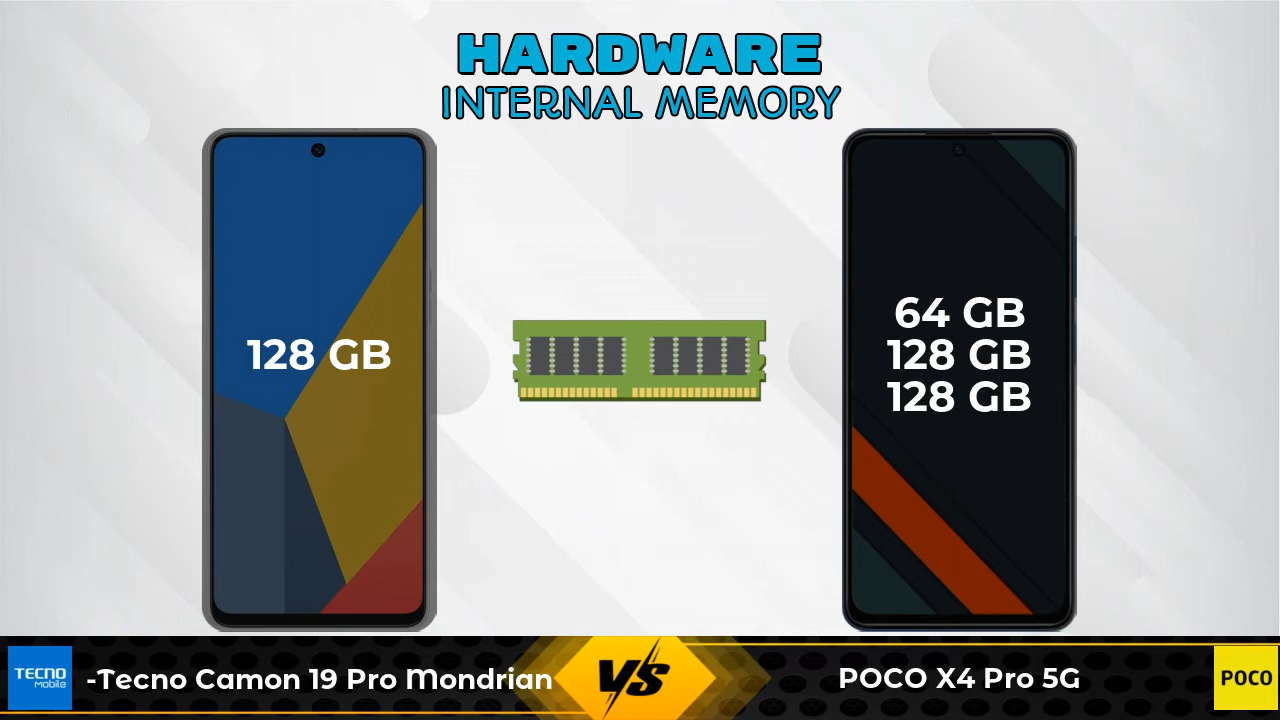 HARDWARE
INTERNAL MEMORY
128 GB
64 GB
128 GB
128 GB
TECNO
mobile
-Tecno Camon 19 Pro Mondrian
VS
POCO X4 Pro 5G
POCO